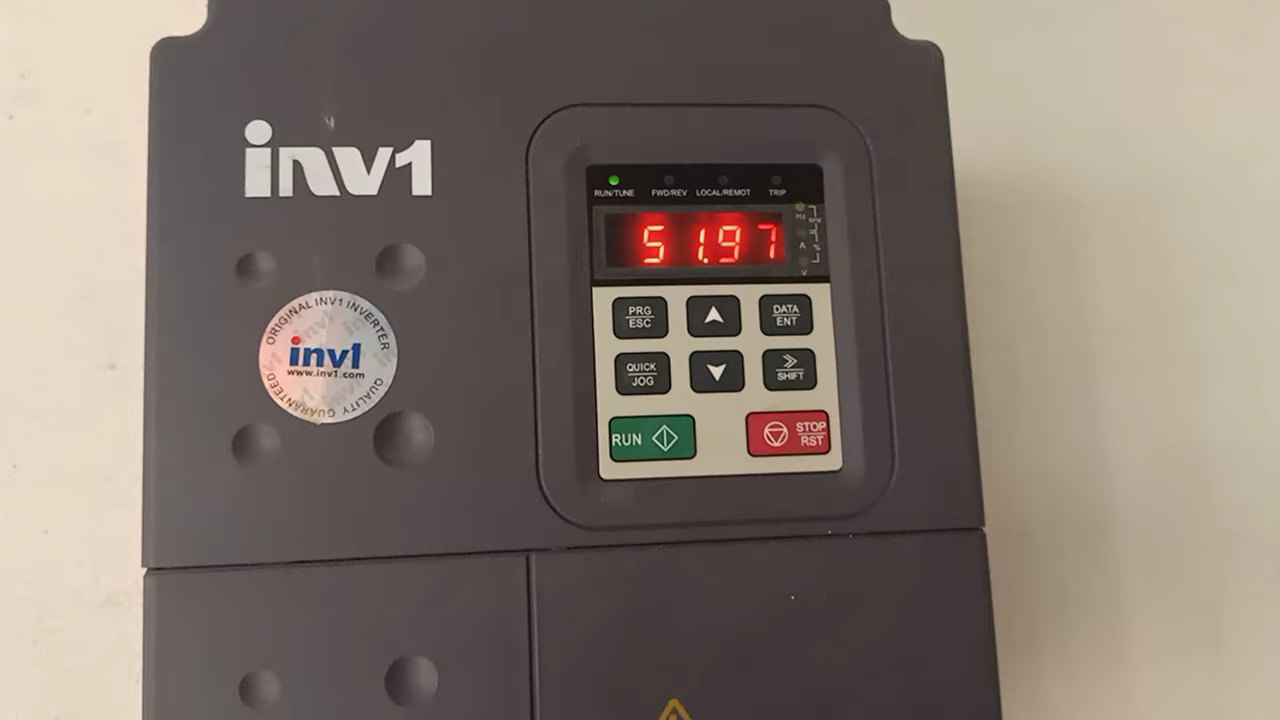 inv1
ORIGINAL INV1 INVERTER
inv1
www.inv1.com
QUALITY GUARANTEED
RUN/TUNE FWD/REV LOCAL/REMOT TRIP
51.97
Hz
RPM
A
%
V
PRG
ESC
DATA
ENT
QUICK
JOG
SHIFT
RUN
STOP
RST